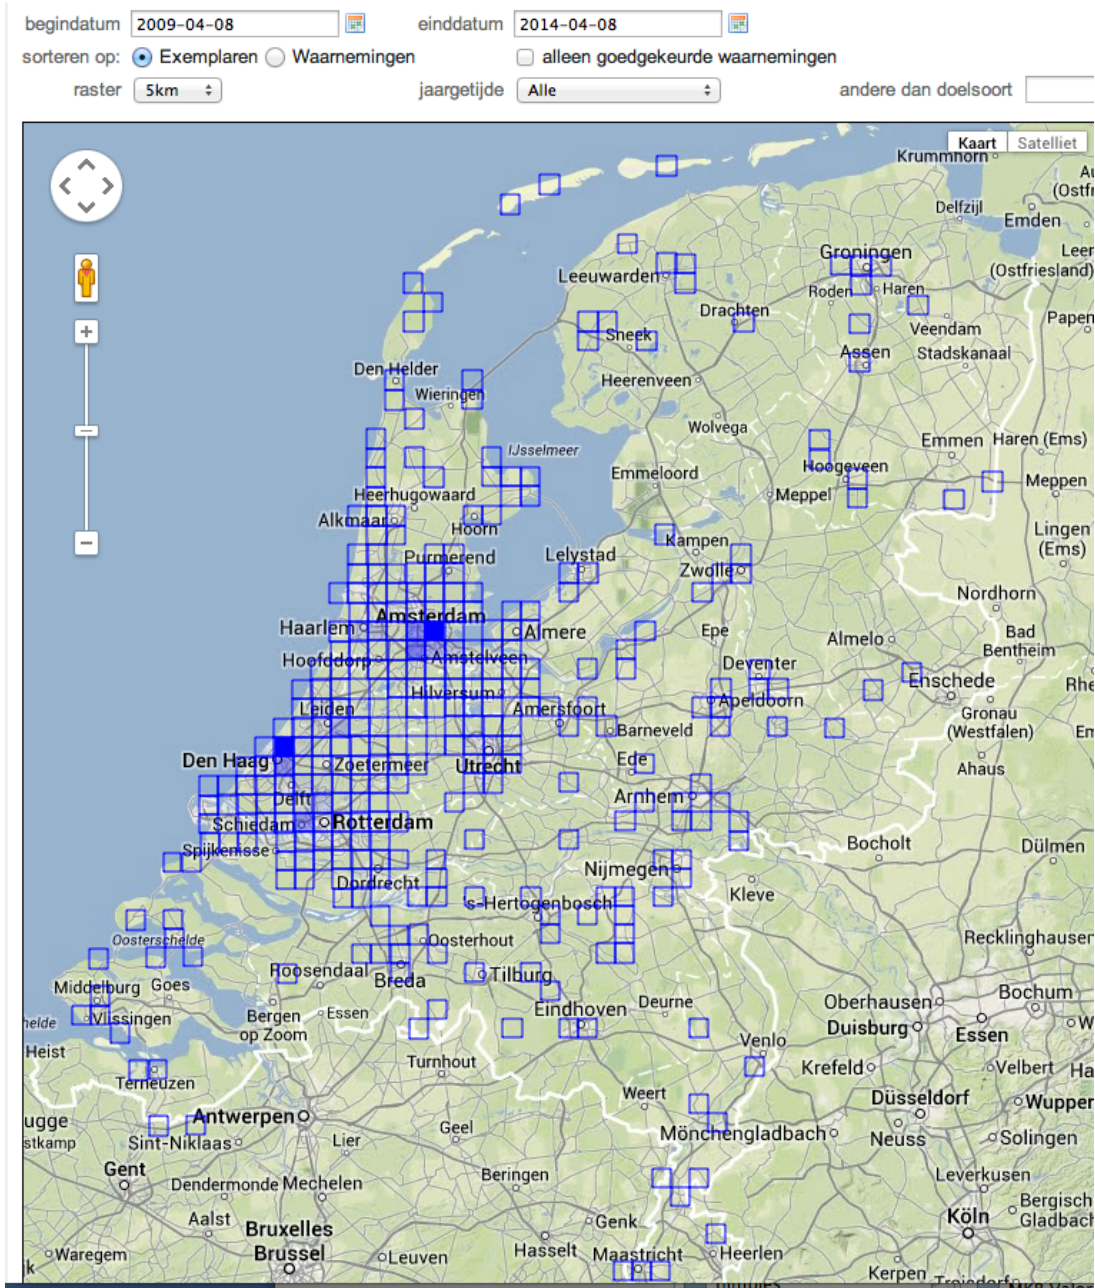 begindatum 2009-04-08 einddatum 2014-04-08
sorteren op: Exemplaren Waarnemingen alleen goedgekeurde waarnemingen
raster 5km jaargetijde Alle andere dan doelsoort
Kaart Satelliet
Krummhorn
Delfzijl
Emden
Groningen
Leeuwarden
(Ostfriesland)
Roden Haren
Drachten
Veendam
Sneek
Assen Stadskanaal
Den Helder
Wieringen
Heerenveen
Wolvega
IJsselmeer
Emmen Haren (Ems)
Hoogeveen
Emmeloord
Meppel
Meppen
Heerhugowaard
Alkmaar
Hoorn
Lingen
(Ems)
Kampen
Purmerend
Lelystad
Zwolle
Nordhorn
Amsterdam
Haarlem
Almere
Epe
Almelo
Bad
Bentheim
Hoofddorp
Amstelveen
Deventer
Enschede
Hilversum
Leiden
Amersfoort
Apeldoorn
Gronau
(Westfalen)
Barneveld
Den Haag
Zoetermeer
Utrecht
Ede
Ahaus
Delft
Arnhem
Schiedam
Rotterdam
Spijkenisse
Bocholt
Dülmen
Nijmegen
Dordrecht
Kleve
's-Hertogenbosch
Oosterschelde
Oosterhout
Recklinghausen
Roosendaal
Breda
Tilburg
Middelburg Goes
Oberhausen
Bochum
Vlissingen
Bergen
op Zoom
Essen
Eindhoven
Deurne
Duisburg
Essen
Heist
Venlo
Turnhout
Krefeld
Velbert
Terneuzen
Weert
Düsseldorf
Antwerpen
Mönchengladbach
Neuss
Solingen
Sint-Niklaas
Lier
Geel
Gent
Dendermonde Mechelen
Beringen
Leverkusen
Aalst
Bruxelles
Brussel
Genk
Köln
Bergisch
Waregem
Leuven
Hasselt
Maastricht
Heerlen
Kerpen